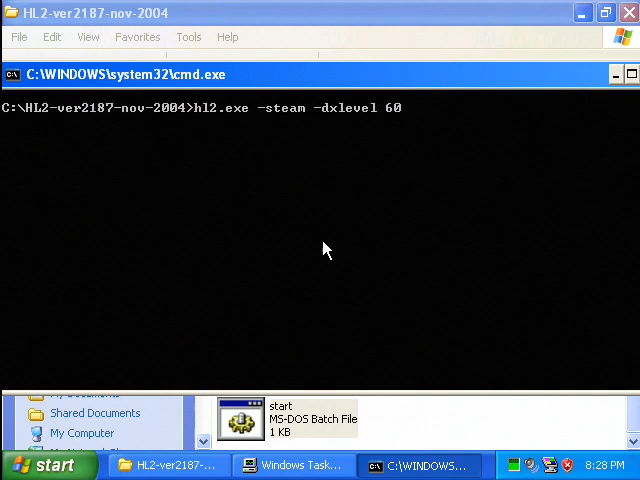 HL2-ver2187-nov-2004
File Edit View Favorites Tools Help
C:\WINDOWS\system32\cmd.exe
C:\HL2-ver2187-nov-2004>hl2.exe -steam -dxlevel 60
My Documents
Shared Documents
My Computer
start
MS-DOS Batch File
1 KB
start HL2-ver2187-... Windows Task... C:\WINDOWS... 8:28 PM